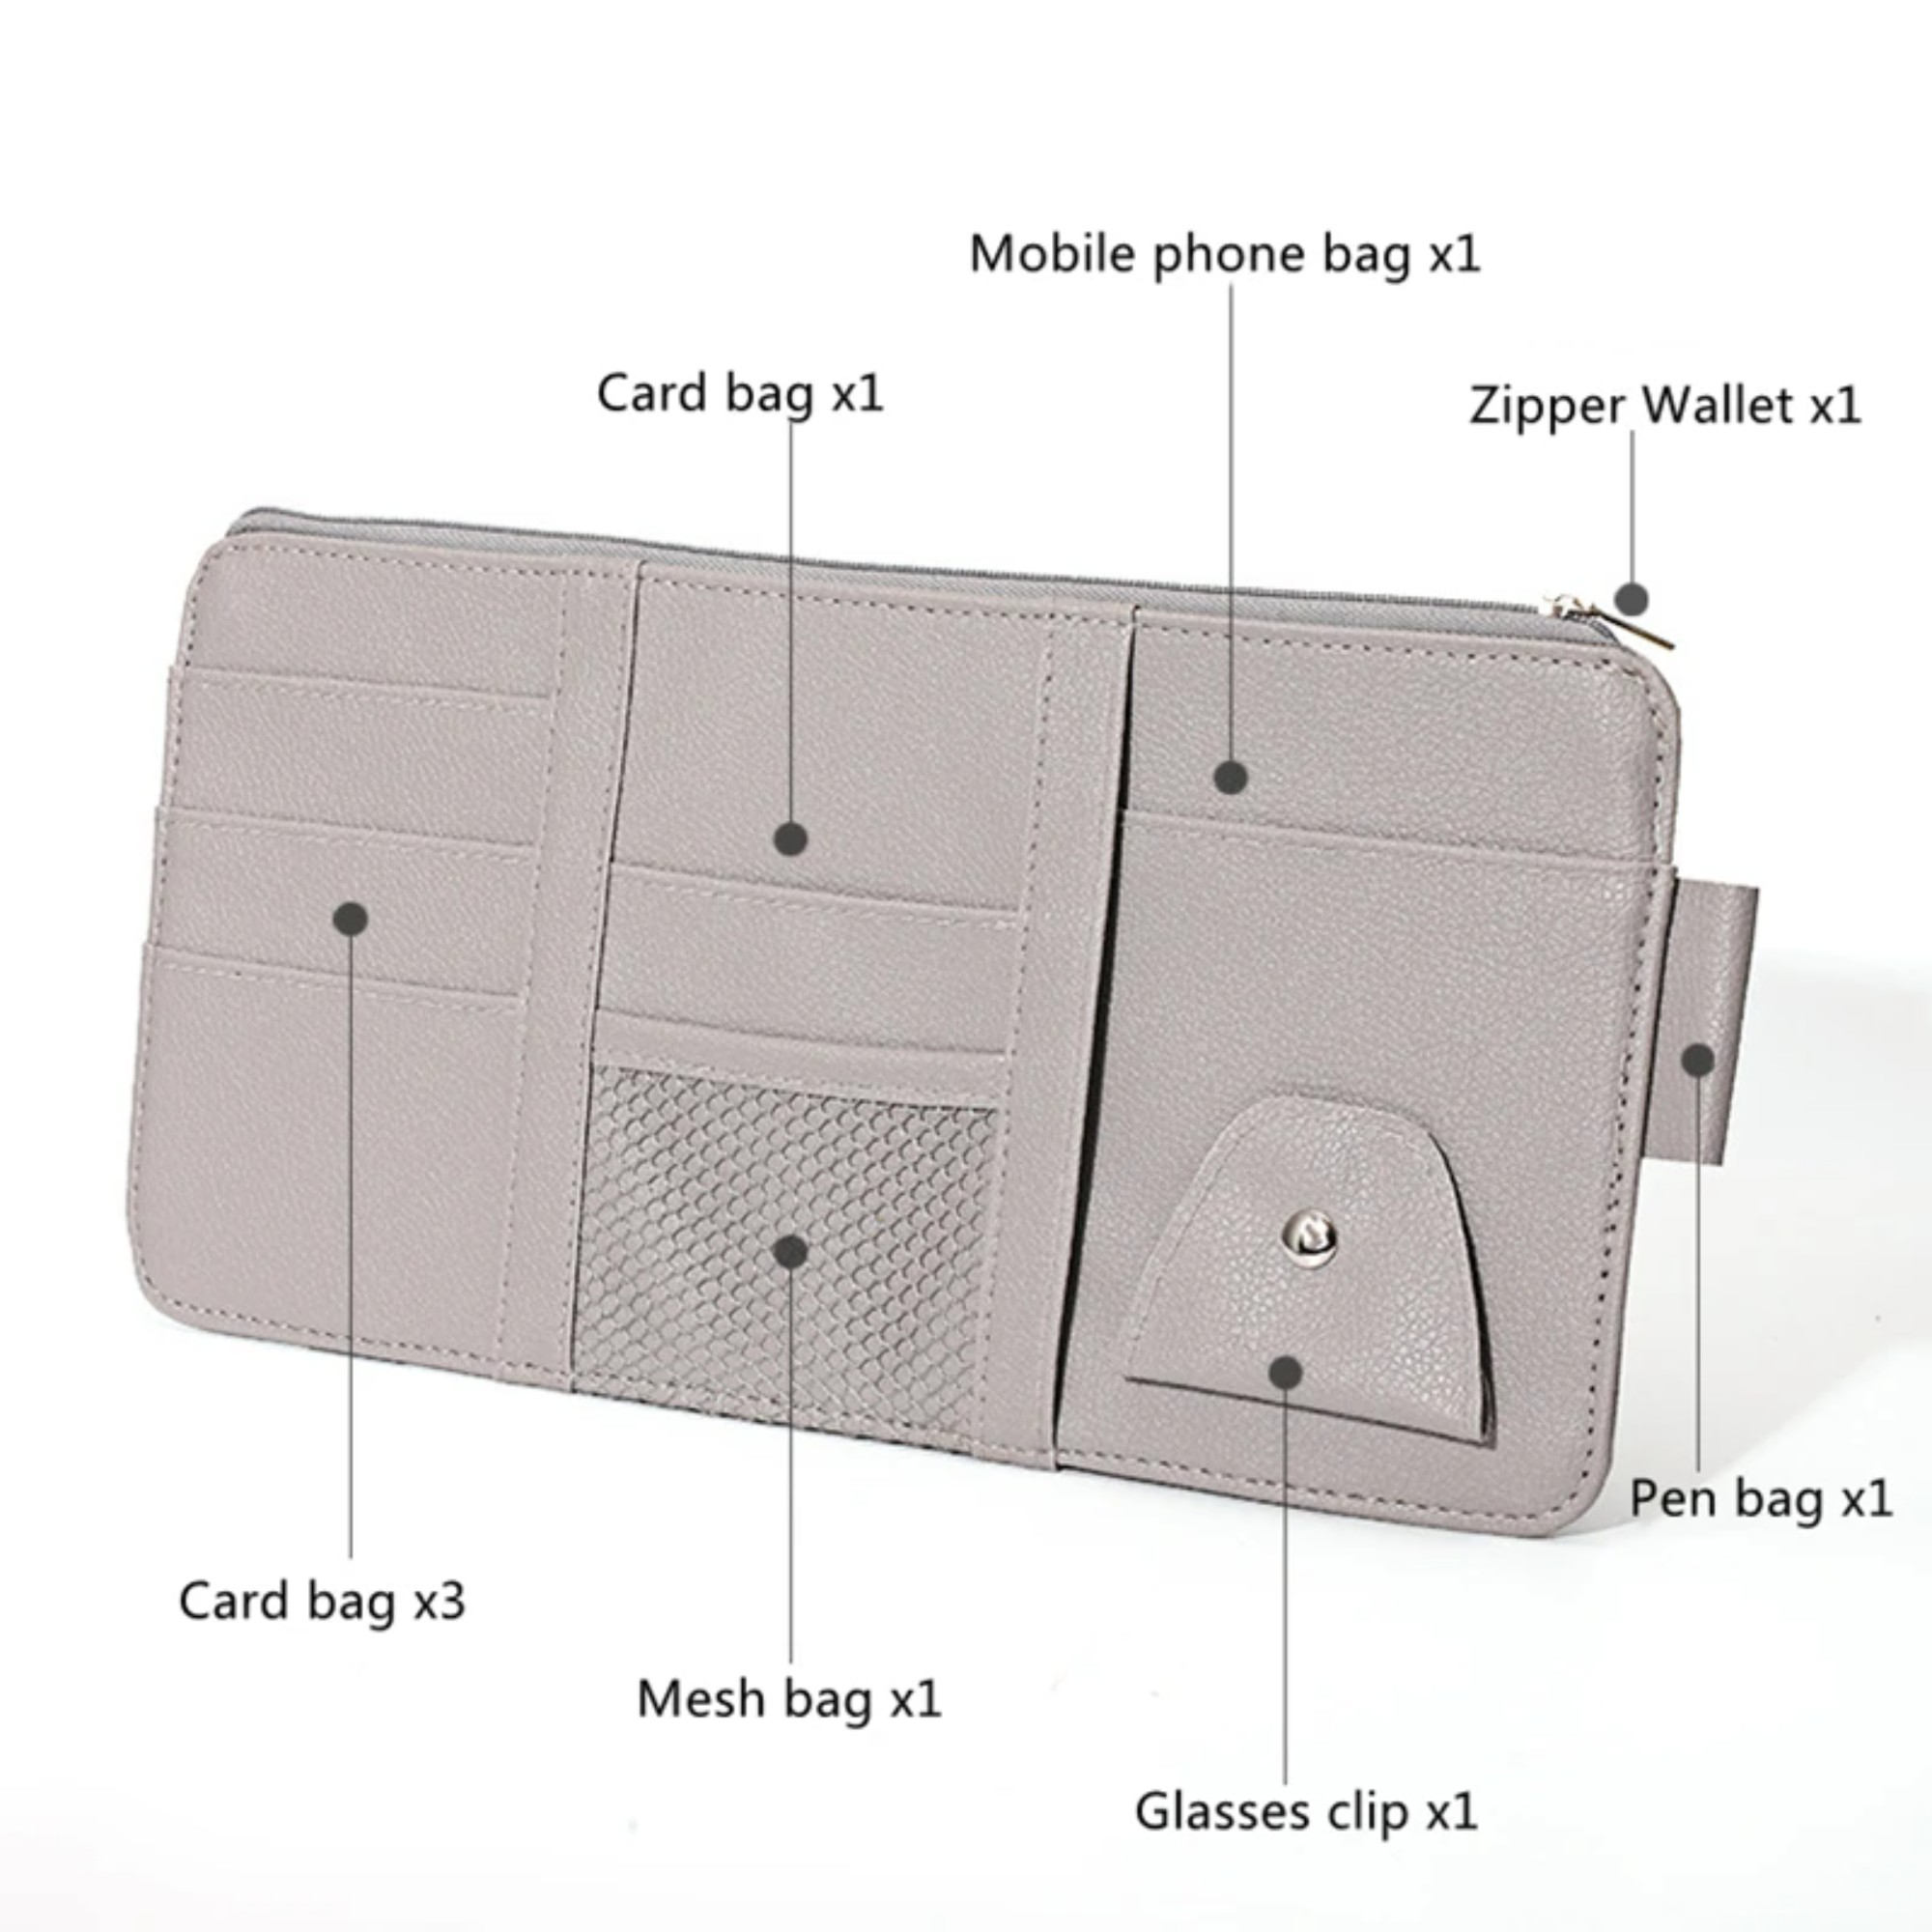 Mobile phone bag x1
Card bag x1
Zipper Wallet x1
Pen bag x1
Card bag x3
Mesh bag x1
Glasses clip x1